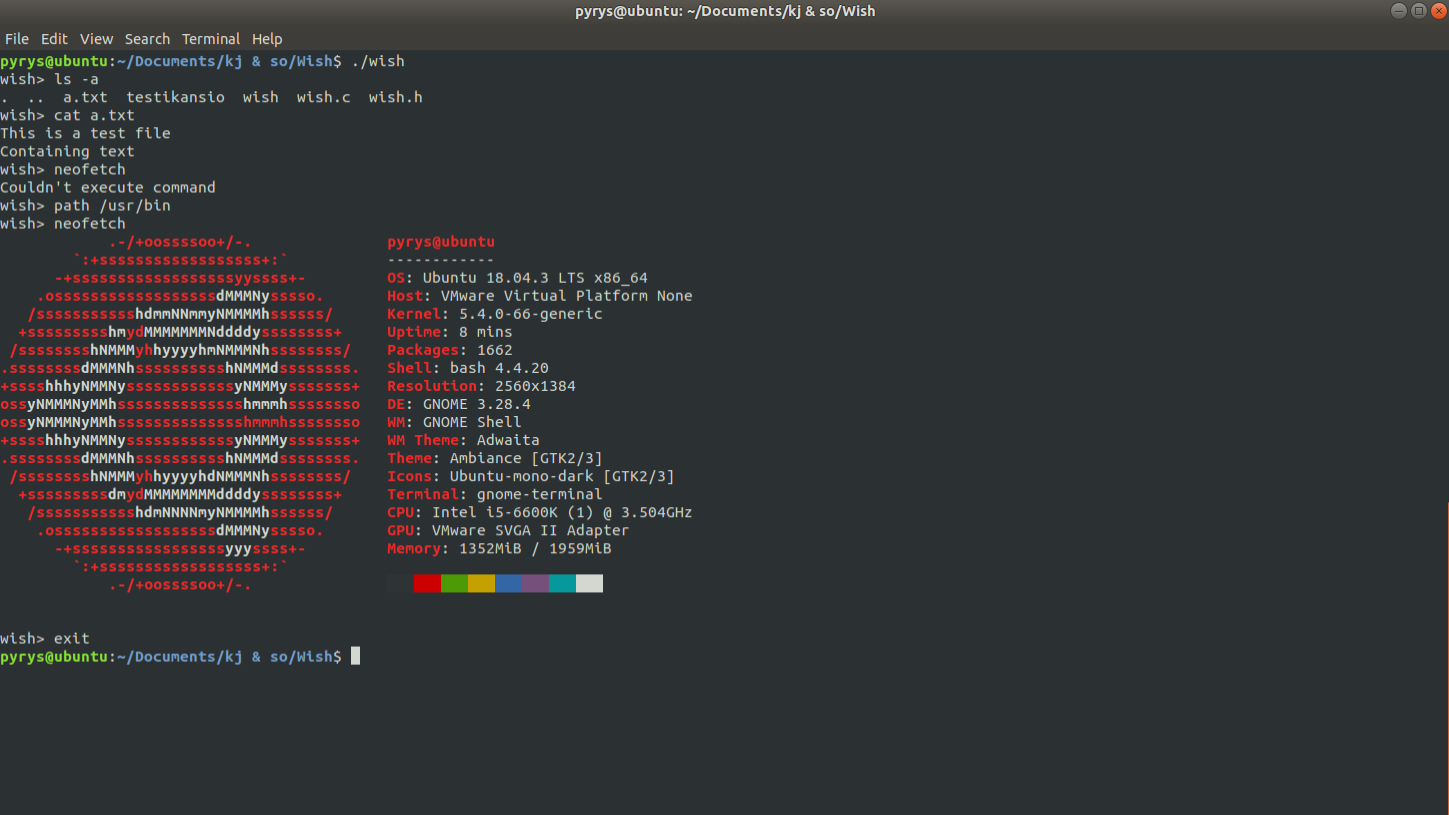 pyrys@ubuntu: ~/Documents/kj & so/Wish
File Edit View Search Terminal Help
pyrys@ubuntu:~/Documents/kj & so/Wish$ ./wish
wish> ls -a
.  ..  a.txt  testikansio  wish  wish.c  wish.h
wish> cat a.txt
This is a test file
Containing text
wish> neofetch
Couldn't execute command
wish> path /usr/bin
wish> neofetch
            .-/+oossssoo+/-.               pyrys@ubuntu
        `:+ssssssssssssssssss+:`           ------------
      -+ssssssssssssssssssyyssss+-         OS: Ubuntu 18.04.3 LTS x86_64
    .ossssssssssssssssssdMMMNysssso.       Host: VMware Virtual Platform None
   /ssssssssssshdmmNNmmyNMMMMhssssss/      Kernel: 5.4.0-66-generic
  +ssssssssshmydMMMMMMMNddddyssssssss+     Uptime: 8 mins
 /sssssssshNMMMyhhyyyyhmNMMMNhssssssss/    Packages: 1662
.ssssssssdMMMNhsssssssssshNMMMdssssssss.   Shell: bash 4.4.20
+sssshhhyNMMNyssssssssssssyNMMMysssssss+   Resolution: 2560x1384
ossyNMMMNyMMhsssssssssssssshmmmhssssssso   DE: GNOME 3.28.4
ossyNMMMNyMMhsssssssssssssshmmmhssssssso   WM: GNOME Shell
+sssshhhyNMMNyssssssssssssyNMMMysssssss+   WM Theme: Adwaita
.ssssssssdMMMNhsssssssssshNMMMdssssssss.   Theme: Ambiance [GTK2/3]
 /sssssssshNMMMyhhyyyyhdNMMMNhssssssss/    Icons: Ubuntu-mono-dark [GTK2/3]
  +sssssssssdmydMMMMMMMMddddyssssssss+     Terminal: gnome-terminal
   /ssssssssssshdmNNNNmyNMMMMhssssss/      CPU: Intel i5-6600K (1) @ 3.504GHz
    .ossssssssssssssssssdMMMNysssso.       GPU: VMware SVGA II Adapter
      -+sssssssssssssssssyyyssss+-         Memory: 1352MiB / 1959MiB
        `:+ssssssssssssssssss+:`
            .-/+oossssoo+/-.
wish> exit
pyrys@ubuntu:~/Documents/kj & so/Wish$